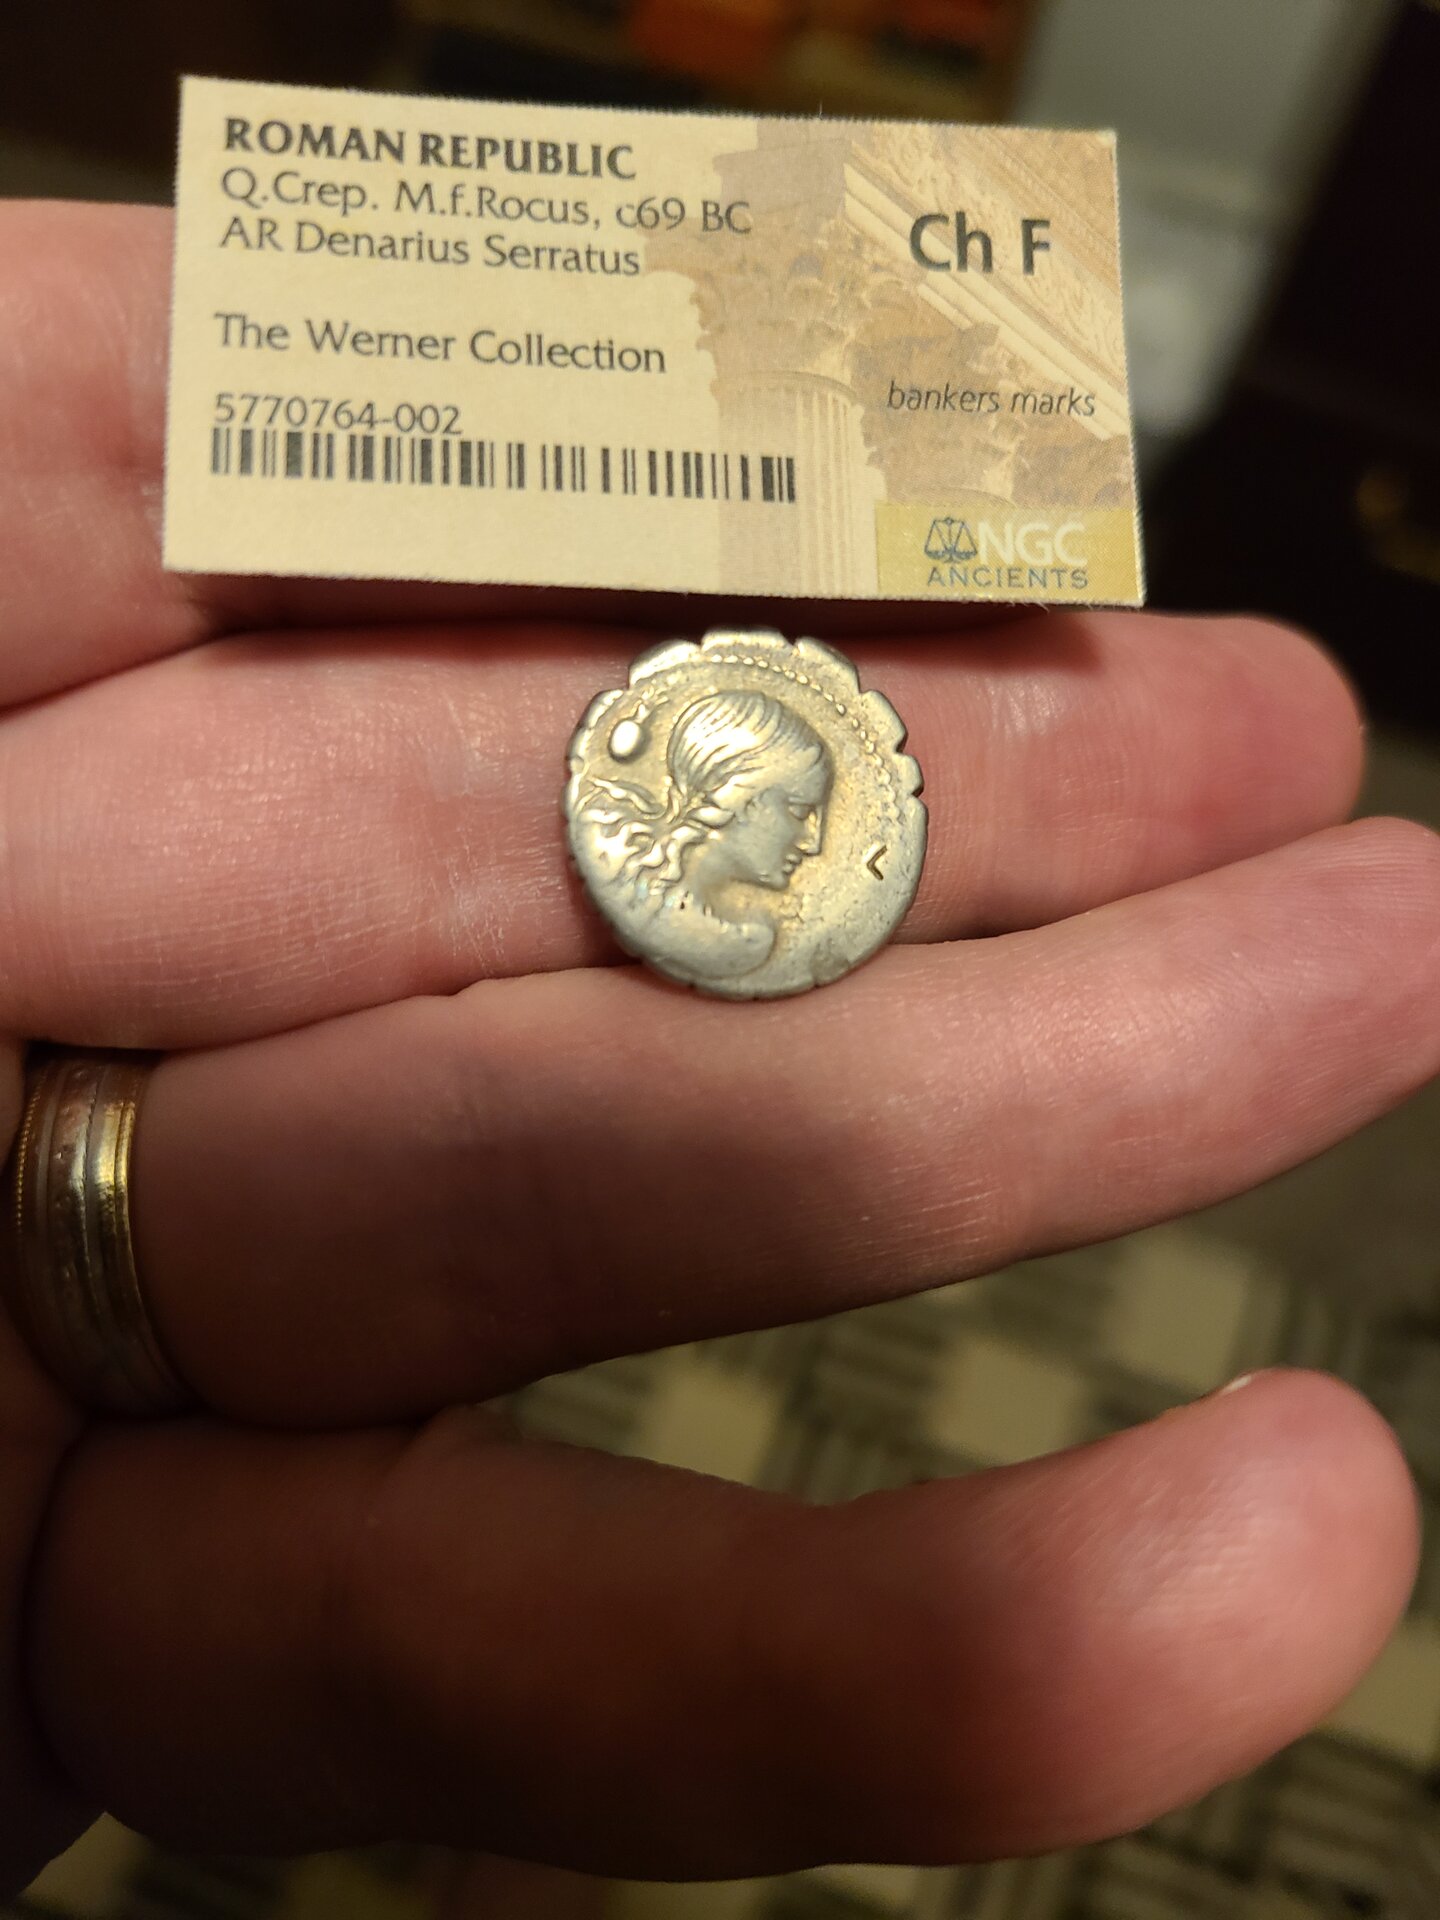 ROMAN REPUBLIC
Q.Crep. M.f.Rocus, c69 BC
AR Denarius Serratus
Ch F
The Werner Collection
bankers marks
5770764-002
NGC
ANCIENTS